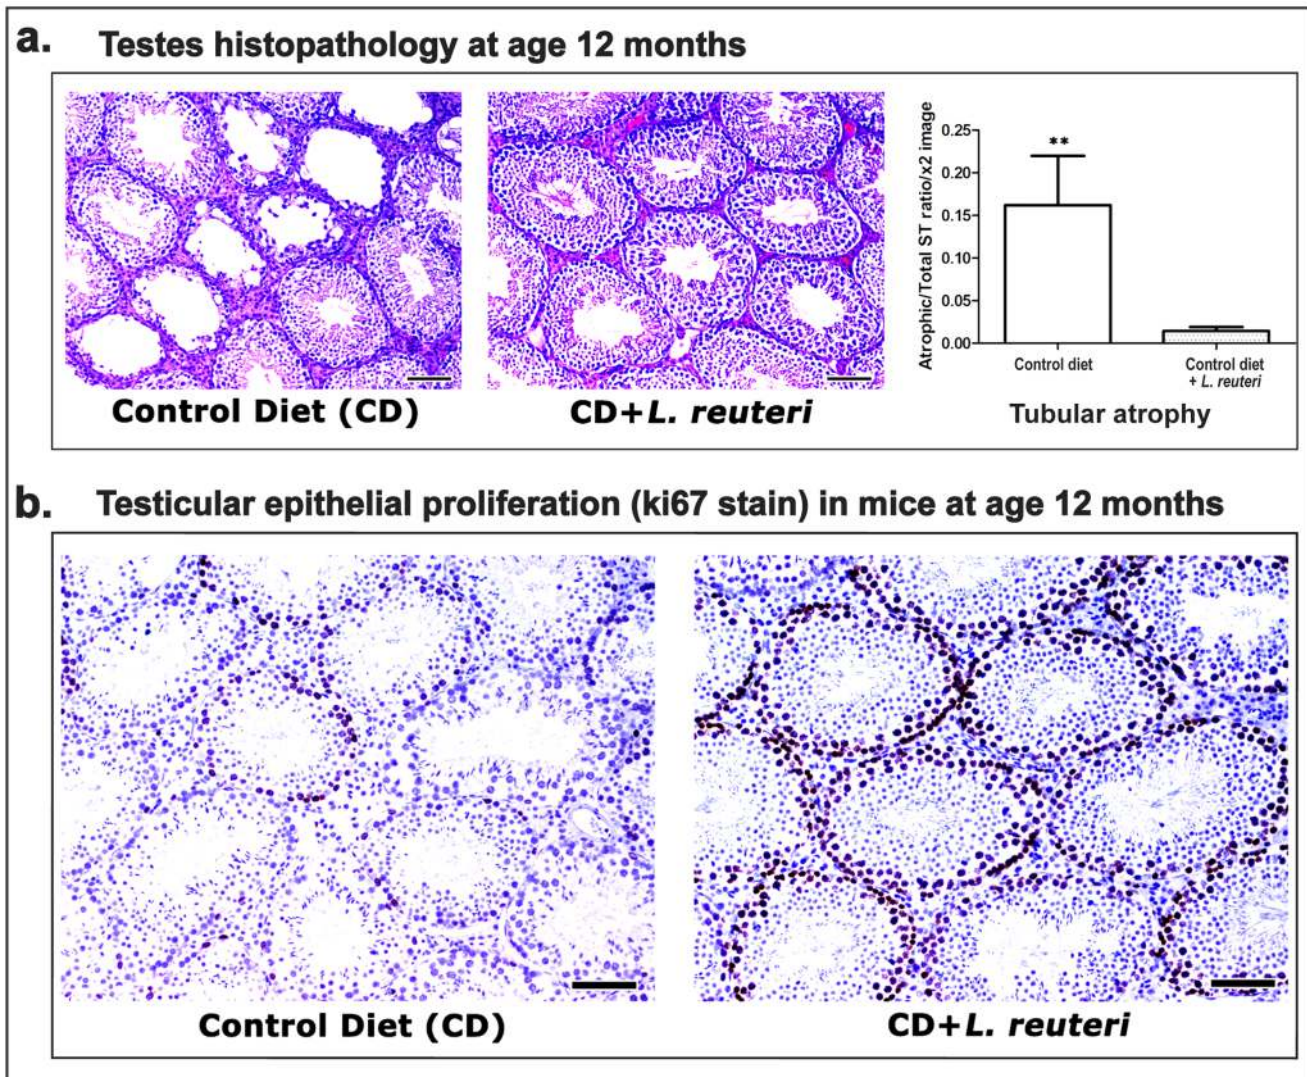 a. Testes histopathology at age 12 months
Atrophic/Total ST ratio/x2 image
0.25
0.20
0.15
0.10
0.05
0.00
**
Control diet
Control diet
+ L. reuteri
Tubular atrophy
Control Diet (CD)
CD+L. reuteri
b. Testicular epithelial proliferation (ki67 stain) in mice at age 12 months
Control Diet (CD)
CD+L. reuteri